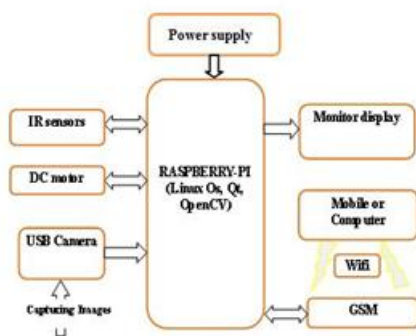 Power supply
IR sensors
DC motor
USB Camera
Capturing Images
RASPBERRY-PI
(Linux Os, Qt,
OpenCV)
Monitor display
Mobile or
Computer
Wifi
GSM